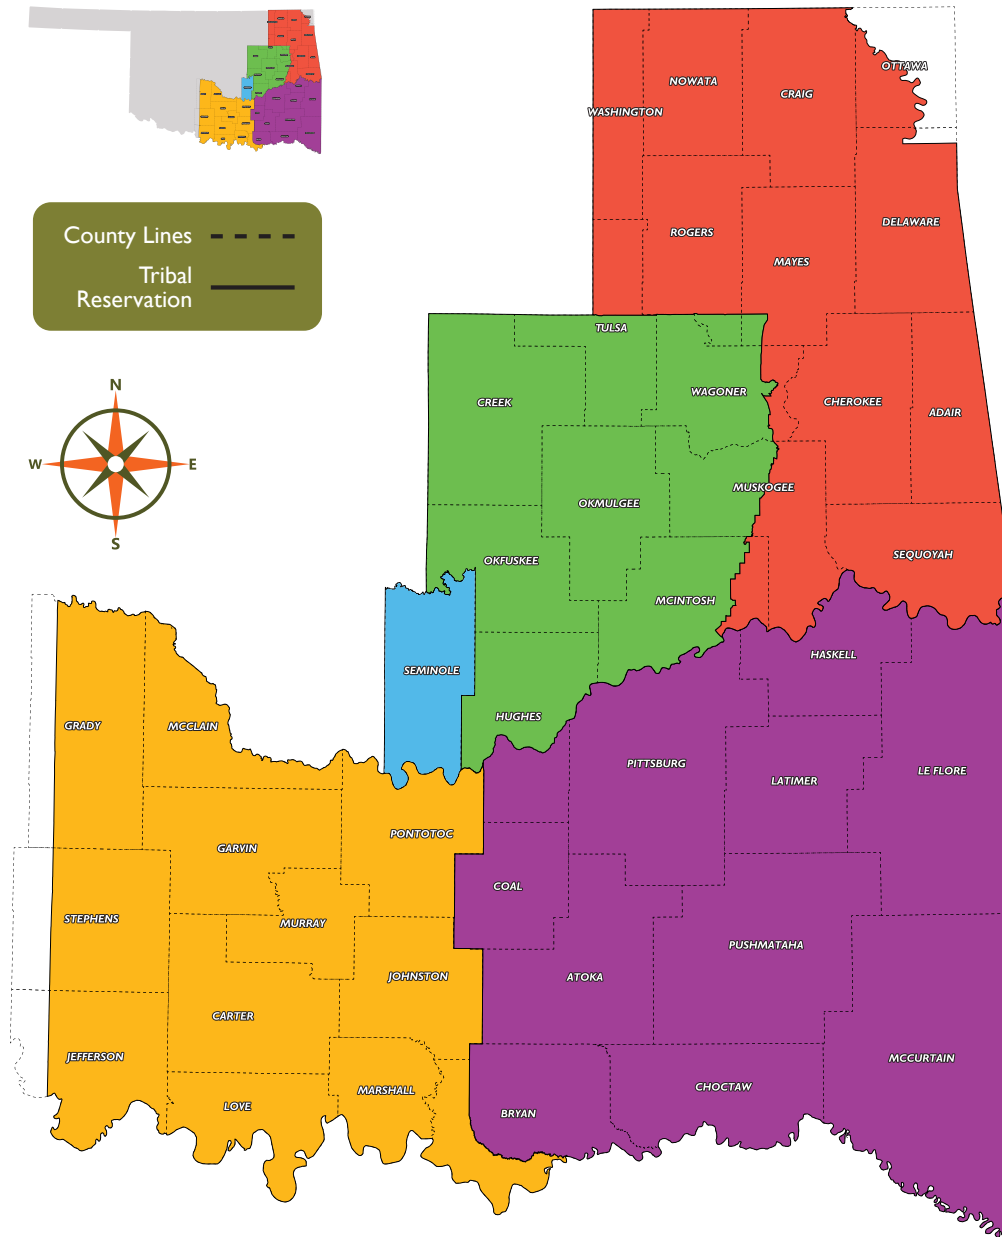 OTTAWA
NOWATA
CRAIG
WASHINGTON
County Lines
Tribal
Reservation
DELAWARE
ROGERS
MAYES
TULSA
N
W
E
S
CREEK
WAGONER
CHEROKEE
ADAIR
MUSKOGEE
OKMULGEE
OKFUSKEE
SEQUOYAH
MCINTOSH
HASKELL
SEMINOLE
HUGHES
GRADY
MCCLAIN
PITTSBURG
LATIMER
LE FLORE
PONTOTOC
GARVIN
COAL
STEPHENS
MURRAY
PUSHMATAHA
JOHNSTON
ATOKA
CARTER
JEFFERSON
MCCURTAIN
MARSHALL
CHOCTAW
LOVE
BRYAN